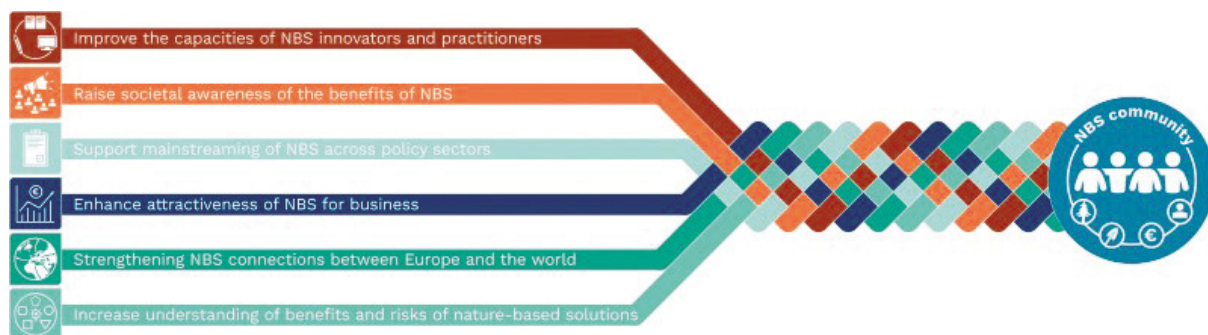 Improve the capacities of NBS innovators and practitioners
Raise societal awareness of the benefits of NBS
Support mainstreaming of NBS across policy sectors
Enhance attractiveness of NBS for business
Strengthening NBS connections between Europe and the world
Increase understanding of benefits and risks of nature-based solutions
NBS community
€
€